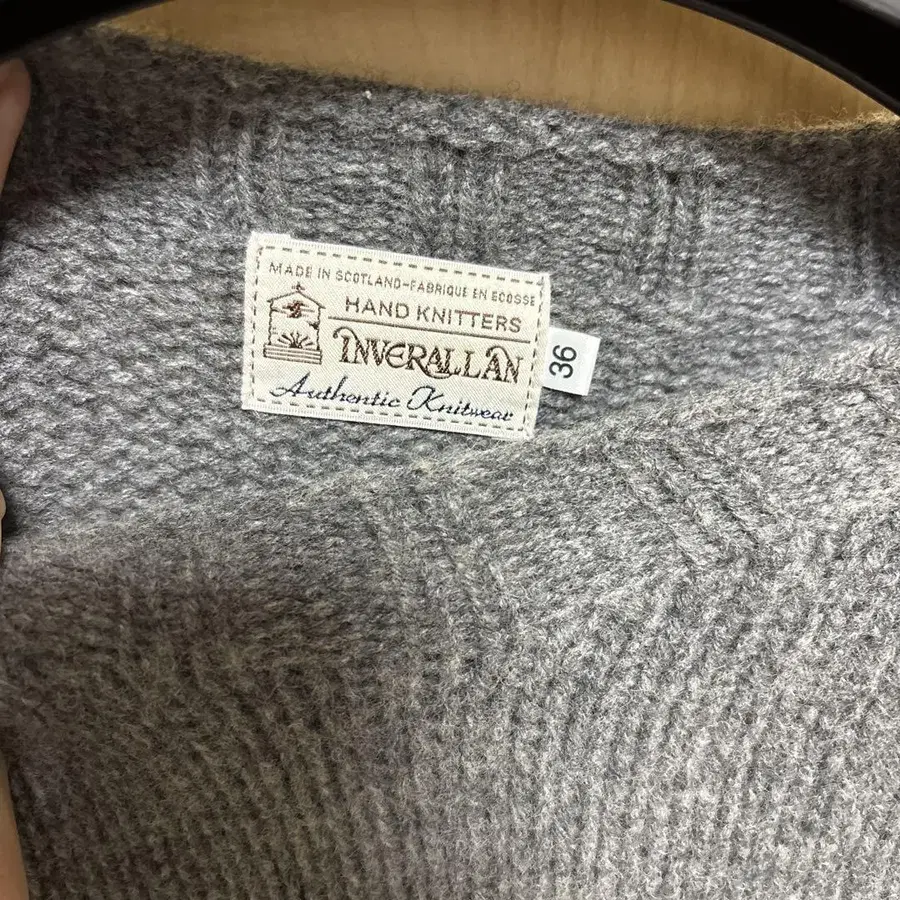 MADE IN SCOTLAND-FABRIQUE EN ECOSSE
HAND KNITTERS
INVERALLAN
Authentic Knitwear
36